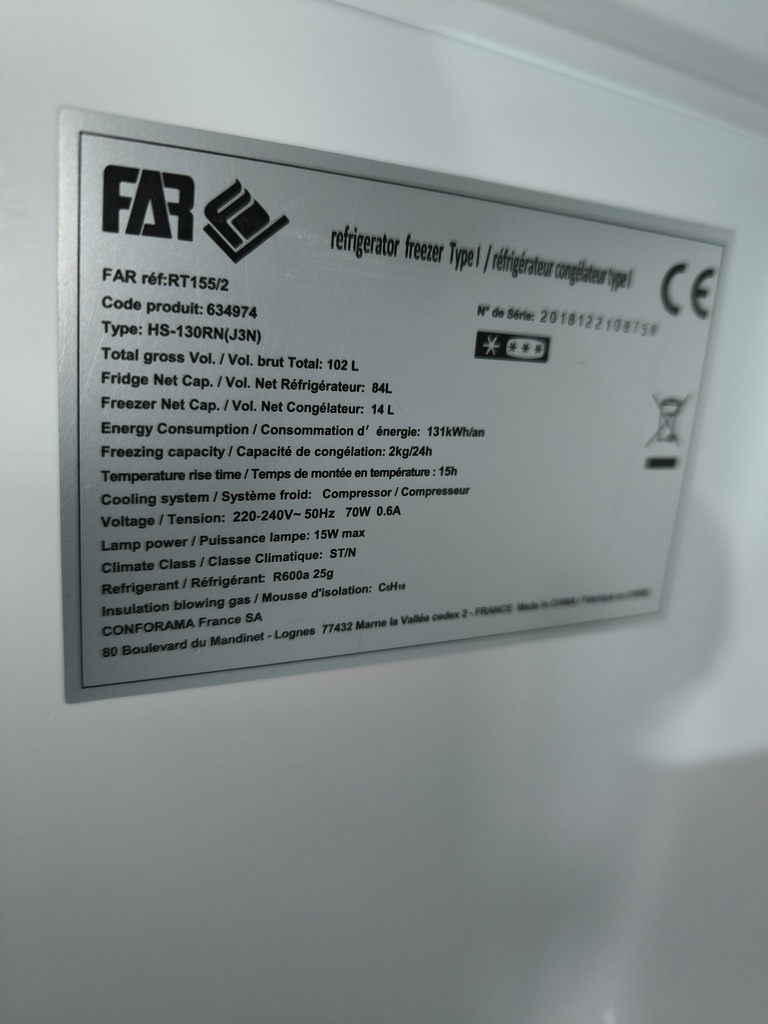 FAR
refrigerator freezer Type I / réfrigérateur congélateur type I
CE
FAR réf:RT155/2
Code produit: 634974
N° de Série: 2018122108758
Type: HS-130RN(J3N)
Total gross Vol. / Vol. brut Total: 102 L
Fridge Net Cap. / Vol. Net Réfrigérateur: 84L
Freezer Net Cap. / Vol. Net Congélateur: 14 L
Energy Consumption / Consommation d’ énergie: 131kWh/an
Freezing capacity / Capacité de congélation: 2kg/24h
Temperature rise time / Temps de montée en température : 15h
Cooling system / Système froid: Compressor / Compresseur
Voltage / Tension: 220-240V~ 50Hz 70W 0.6A
Lamp power / Puissance lampe: 15W max
Climate Class / Classe Climatique: ST/N
Refrigerant / Réfrigérant: R600a 25g
Insulation blowing gas / Mousse d'isolation: C₅H₁₀
CONFORAMA France SA
80 Boulevard du Mandinet - Lognes 77432 Marne la Vallée cedex 2 - FRANCE Made in CHINA / Fabriqué en CHINE